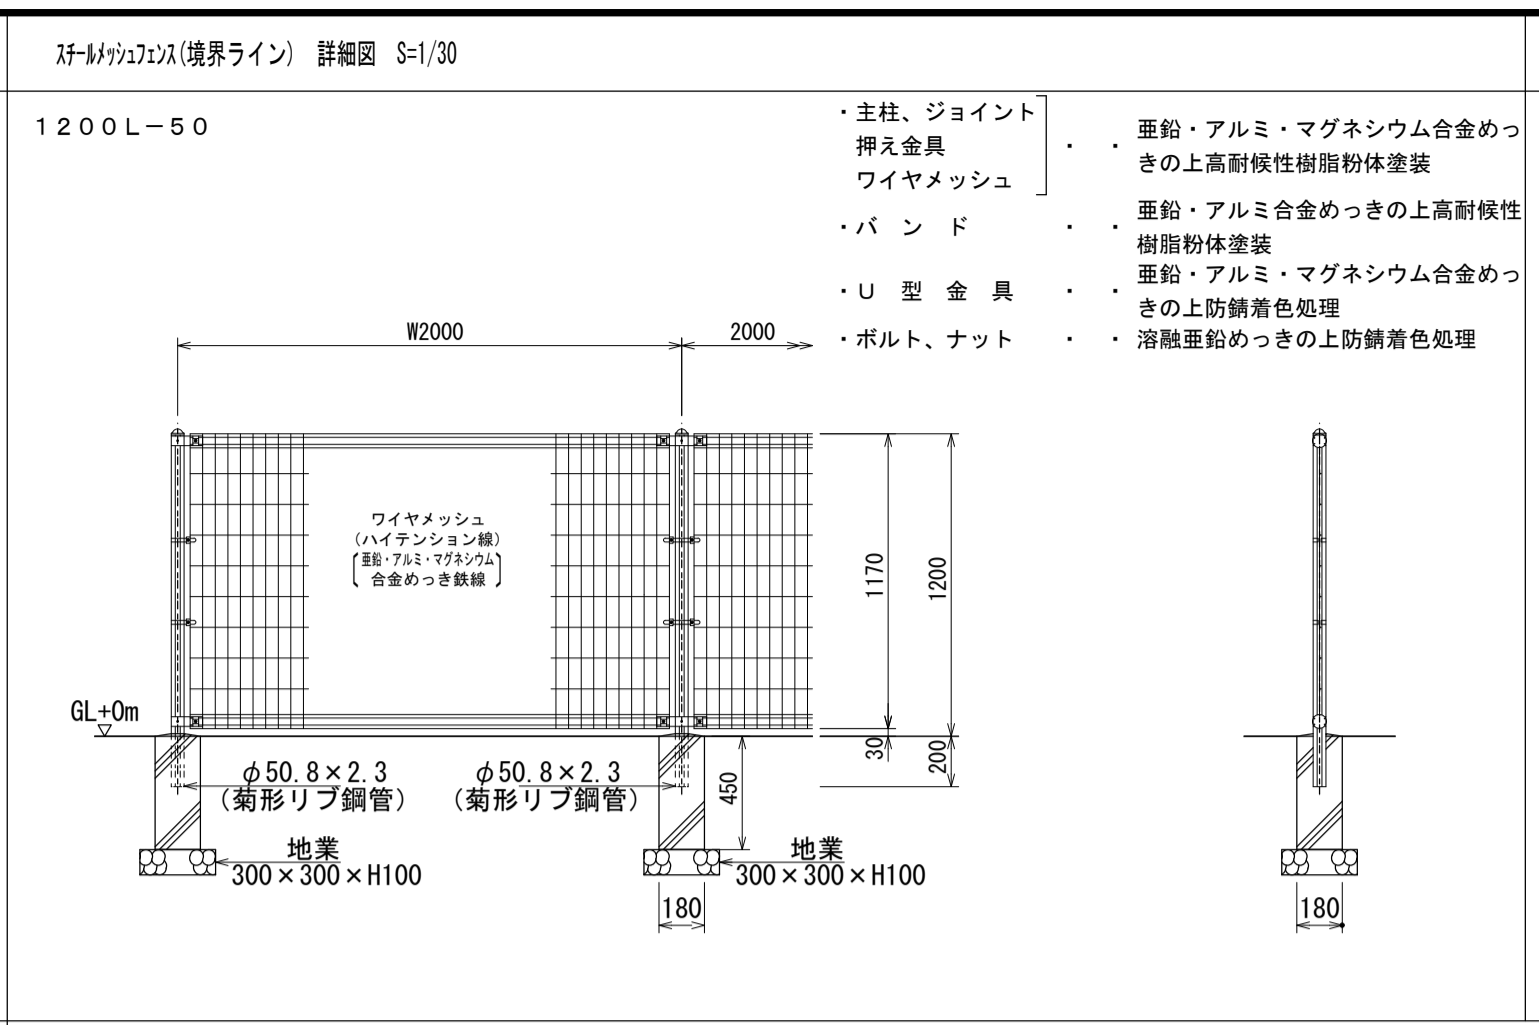 ｽﾁｰﾙﾒｯｼｭﾌｪﾝｽ(境界ライン) 詳細図 S=1/30
１２００Ｌ－５０
・主柱、ジョイント
押え金具
ワイヤメッシュ
・ ・ 亜鉛・アルミ・マグネシウム合金めっ
きの上高耐候性樹脂粉体塗装
・バンド ・ ・ 亜鉛・アルミ合金めっきの上高耐候性
樹脂粉体塗装
・Ｕ型金具 ・ ・ 亜鉛・アルミ・マグネシウム合金めっ
きの上防錆着色処理
・ボルト、ナット ・ ・ 溶融亜鉛めっきの上防錆着色処理
W2000
2000
ワイヤメッシュ
（ハイテンション線）
亜鉛・アルミ・マグネシウム
合金めっき鉄線
1170
1200
GL+0m
30
200
450
φ50.8×2.3
（菊形リブ鋼管）
φ50.8×2.3
（菊形リブ鋼管）
地業
300×300×H100
地業
300×300×H100
180
180